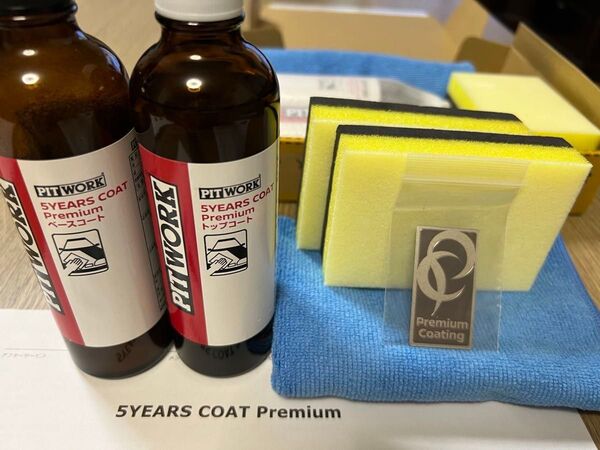 PITWORK
PITWORK
5YEARS COAT
Premium
ベースコート
PITWORK
PITWORK
5YEARS COAT
Premium
トップコート
Premium
Coating
5YEARS COAT Premium